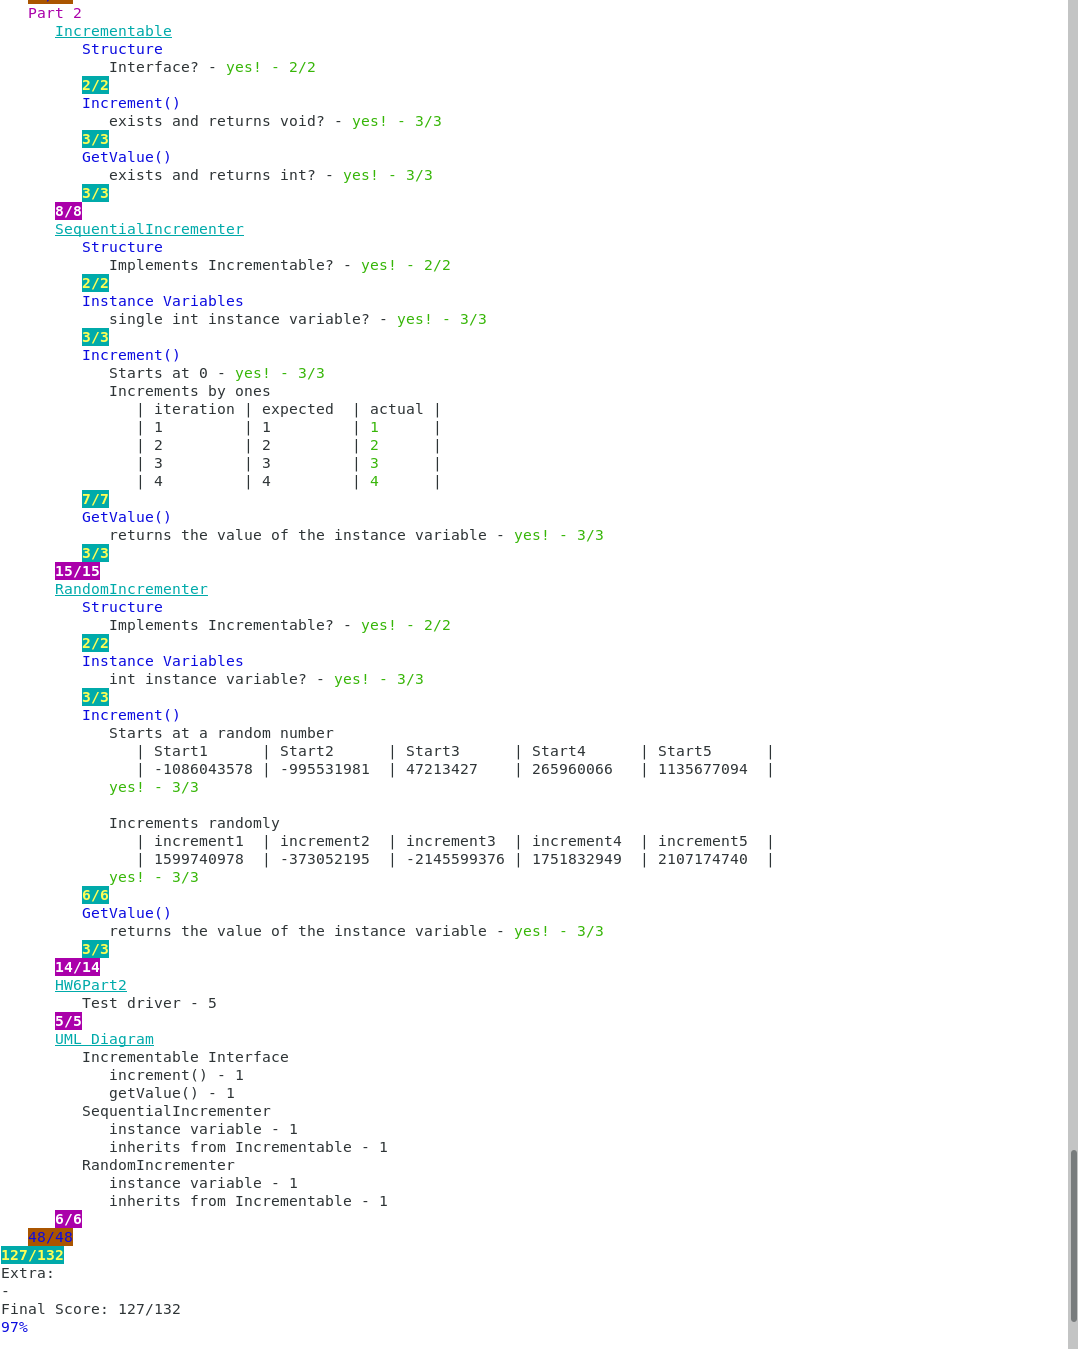 Part 2
Incrementable
Structure
Interface? - yes! - 2/2
2/2
Increment()
exists and returns void? - yes! - 3/3
3/3
GetValue()
exists and returns int? - yes! - 3/3
3/3
8/8
SequentialIncrementer
Structure
Implements Incrementable? - yes! - 2/2
2/2
Instance Variables
single int instance variable? - yes! - 3/3
3/3
Increment()
Starts at 0 - yes! - 3/3
Increments by ones
| iteration | expected | actual |
| 1 | 1 | 1 |
| 2 | 2 | 2 |
| 3 | 3 | 3 |
| 4 | 4 | 4 |
7/7
GetValue()
returns the value of the instance variable - yes! - 3/3
3/3
15/15
RandomIncrementer
Structure
Implements Incrementable? - yes! - 2/2
2/2
Instance Variables
int instance variable? - yes! - 3/3
3/3
Increment()
Starts at a random number
| Start1 | Start2 | Start3 | Start4 | Start5 |
| -1086043578 | -995531981 | 47213427 | 265960066 | 1135677094 |
yes! - 3/3
Increments randomly
| increment1 | increment2 | increment3 | increment4 | increment5 |
| 1599740978 | -373052195 | -2145599376 | 1751832949 | 2107174740 |
yes! - 3/3
6/6
GetValue()
returns the value of the instance variable - yes! - 3/3
3/3
14/14
HW6Part2
Test driver - 5
5/5
UML Diagram
Incrementable Interface
increment() - 1
getValue() - 1
SequentialIncrementer
instance variable - 1
inherits from Incrementable - 1
RandomIncrementer
instance variable - 1
inherits from Incrementable - 1
6/6
48/48
127/132
Extra:
-
Final Score: 127/132
97%